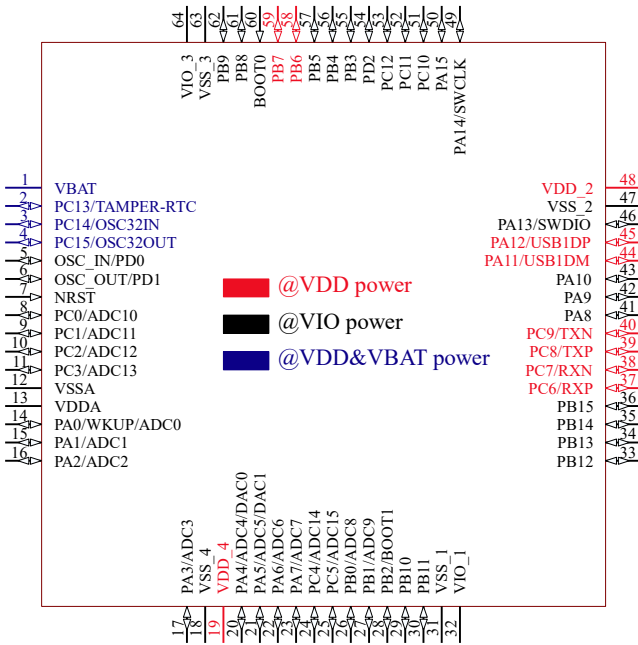 64 63 62 61 60 59 58 57 56 55 54 53 52 51 50 49
VIO_3
VSS_3
PB9
PB8
BOOT0
PB7
PB6
PB5
PB4
PB3
PD2
PC12
PC11
PC10
PA15
PA14/SWCLK
1 VBAT
2 PC13/TAMPER-RTC
3 PC14/OSC32IN
4 PC15/OSC32OUT
5 OSC_IN/PD0
6 OSC_OUT/PD1
7 NRST
8 PC0/ADC10
9 PC1/ADC11
10 PC2/ADC12
11 PC3/ADC13
12 VSSA
13 VDDA
14 PA0/WKUP/ADC0
15 PA1/ADC1
16 PA2/ADC2
@VDD power
@VIO power
@VDD&VBAT power
VDD_2 48
VSS_2 47
PA13/SWDIO 46
PA12/USB1DP 45
PA11/USB1DM 44
PA10 43
PA9 42
PA8 41
PC9/TXN 40
PC8/TXP 39
PC7/RXN 38
PC6/RXP 37
PB15 36
PB14 35
PB13 34
PB12 33
PA3/ADC3
VSS_4
VDD_4
PA4/ADC4/DAC0
PA5/ADC5/DAC1
PA6/ADC6
PA7/ADC7
PC4/ADC14
PC5/ADC15
PB0/ADC8
PB1/ADC9
PB2/BOOT1
PB10
PB11
VSS_1
VIO_1
17 18 19 20 21 22 23 24 25 26 27 28 29 30 31 32